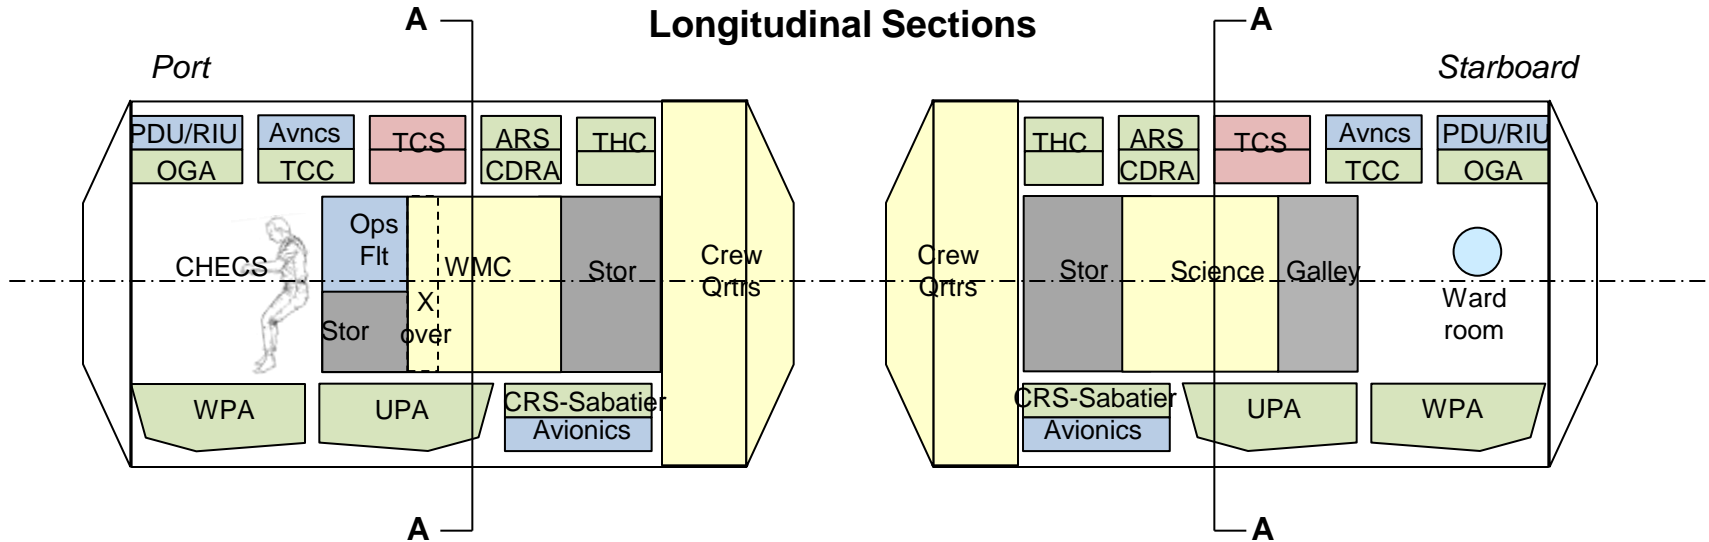 A
Longitudinal Sections
A
Port
Starboard
PDU/RIU
Avncs
TCS
ARS
THC
OGA
TCC
CDRA
Ops
Flt
CHECS
WMC
Stor
Crew
Qrtrs
X
over
Stor
WPA
UPA
CRS-Sabatier
Avionics
A
THC
ARS
TCS
Avncs
PDU/RIU
CDRA
TCC
OGA
Crew
Qrtrs
Stor
Science
Galley
Ward
room
CRS-Sabatier
Avionics
UPA
WPA
A